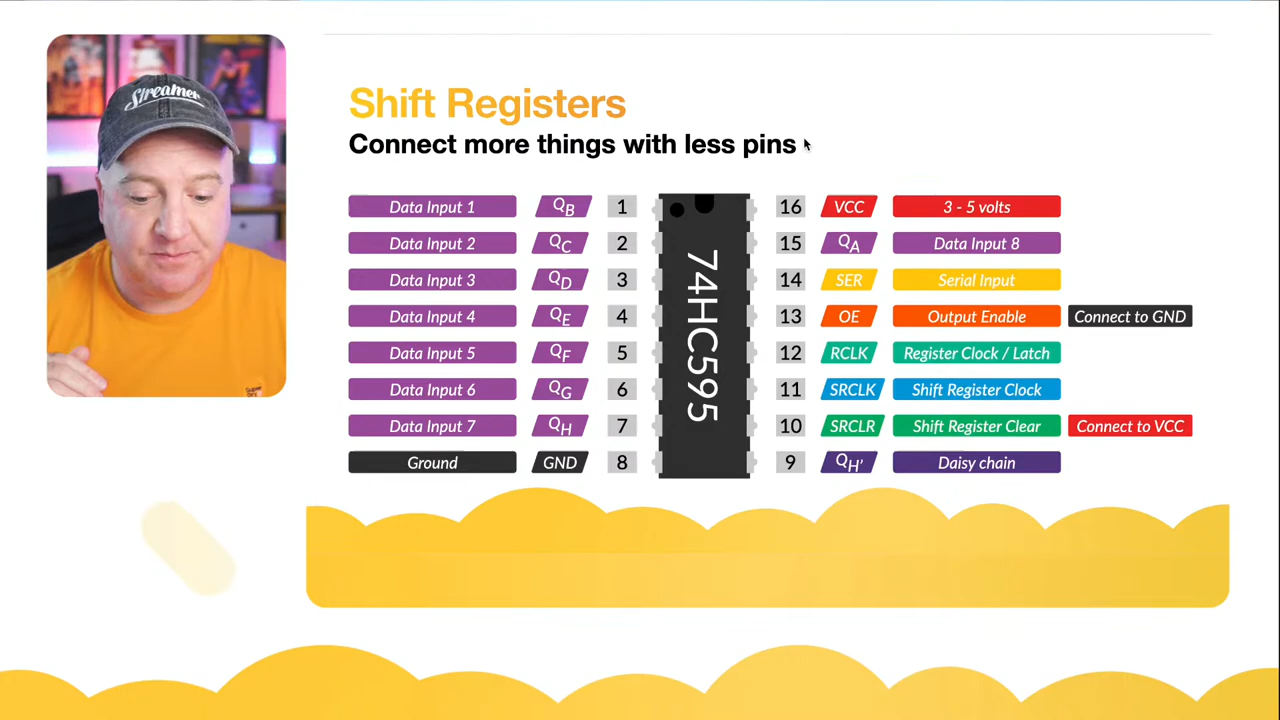 Streamer
Shift Registers
Connect more things with less pins
Data Input 1 QB 1 16 VCC 3 - 5 volts
Data Input 2 QC 2 15 QA Data Input 8
Data Input 3 QD 3 14 SER Serial Input
Data Input 4 QE 4 13 OE Output Enable Connect to GND
Data Input 5 QF 5 12 RCLK Register Clock / Latch
Data Input 6 QG 6 11 SRCLK Shift Register Clock
Data Input 7 QH 7 10 SRCLR Shift Register Clear Connect to VCC
Ground GND 8 9 QH' Daisy chain
74HC595